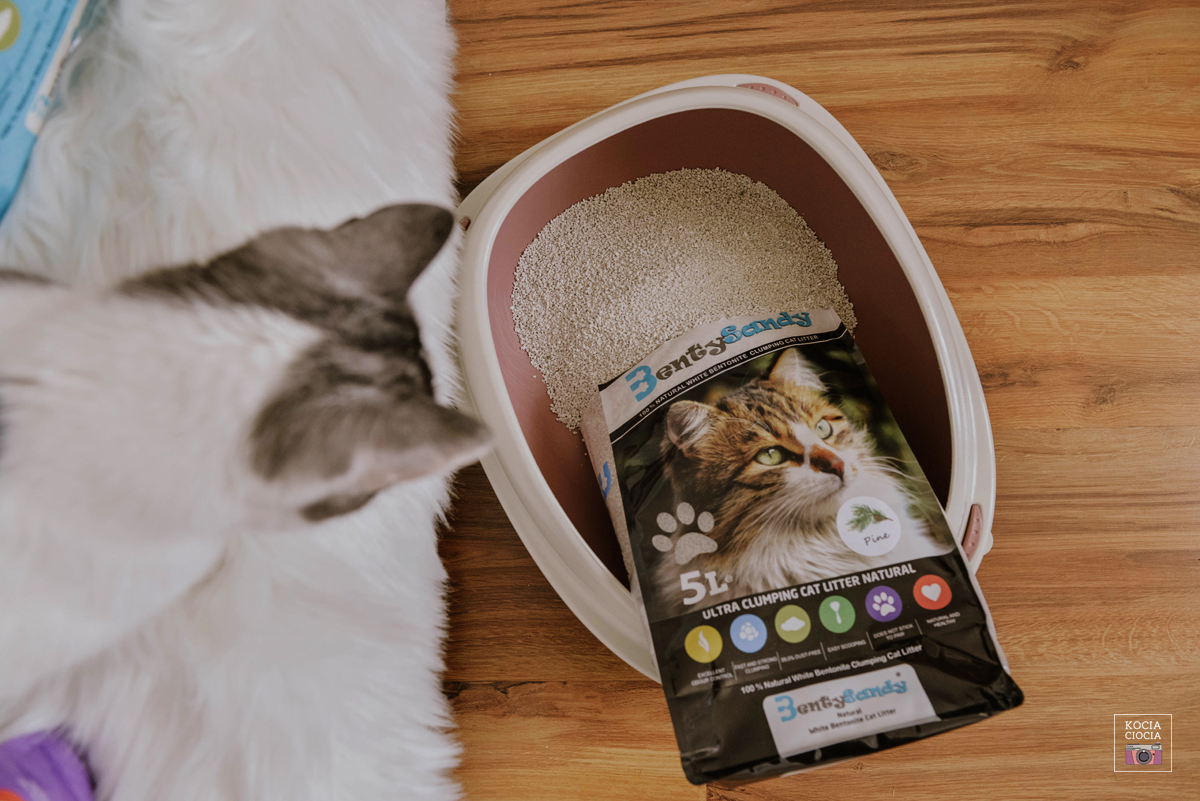 BentySandy
100% NATURAL WHITE BENTONITE CLUMPING CAT LITTER
Pine
5L
ULTRA CLUMPING CAT LITTER NATURAL
EXCELLENT ODOUR CONTROL
FAST AND STRONG CLUMPING
99.5% DUST-FREE
EASY SCOOPING
DOES NOT STICK TO PAW
NATURAL AND HEALTHY
100% Natural White Bentonite Clumping Cat Litter
BentySandy
Natural
White Bentonite Cat Litter
KOCIA
CIOCIA